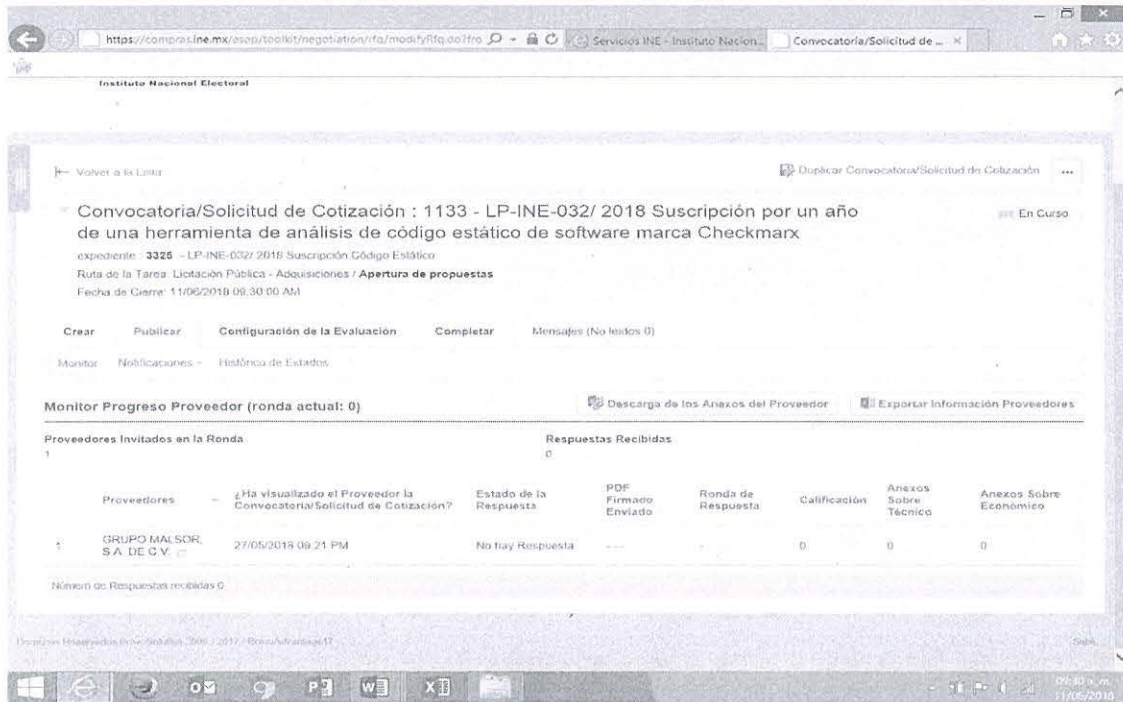 https://compras.ine.mx/esop/toolkit/negotiation/rfq/modifyRfq.do?fro
Servicios INE - Instituto Nacion...
Convocatoria/Solicitud de ...
Instituto Nacional Electoral
Volver a la Lista
Duplicar Convocatoria/Solicitud de Cotización ...
Convocatoria/Solicitud de Cotización : 1133 - LP-INE-032/ 2018 Suscripción por un año
En Curso
de una herramienta de análisis de código estático de software marca Checkmarx
expediente : 3325 - LP-INE-032/ 2018 Suscripción Código Estático
Ruta de la Tarea: Licitación Pública - Adquisiciones / Apertura de propuestas
Fecha de Cierre: 11/06/2018 09:30:00 AM
Crear Publicar Configuración de la Evaluación Completar Mensajes (No leídos 0)
Monitor Notificaciones Histórico de Estados
Monitor Progreso Proveedor (ronda actual: 0)
Descarga de los Anexos del Proveedor
Exportar Información Proveedores
Proveedores Invitados en la Ronda
1
Respuestas Recibidas
0
Proveedores
¿Ha visualizado el Proveedor la Convocatoria/Solicitud de Cotización?
Estado de la Respuesta
PDF Firmado Enviado
Ronda de Respuesta
Calificación
Anexos Sobre Técnico
Anexos Sobre Económico
1 GRUPO MALSOR, S.A. DE C.V. 27/05/2018 09:21 PM No hay Respuesta ---- - 0 0 0
Número de Respuestas recibidas 0
09:30 a. m.